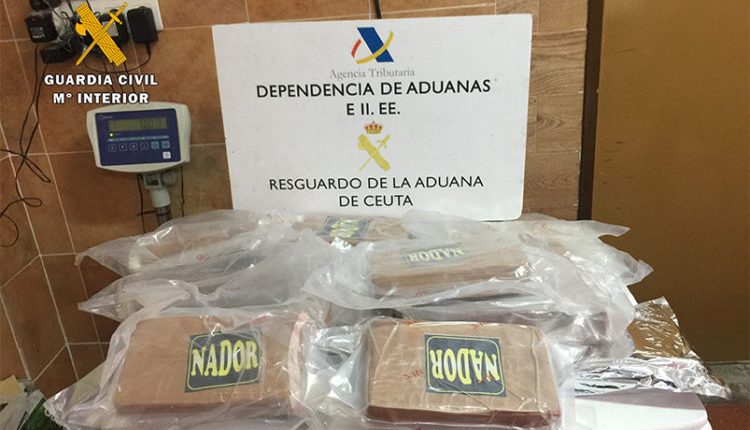 GUARDIA CIVIL
Mº INTERIOR
Agencia Tributaria
DEPENDENCIA DE ADUANAS
E II. EE.
RESGUARDO DE LA ADUANA
DE CEUTA
NADOR
NADOR
NADOR
NADOR